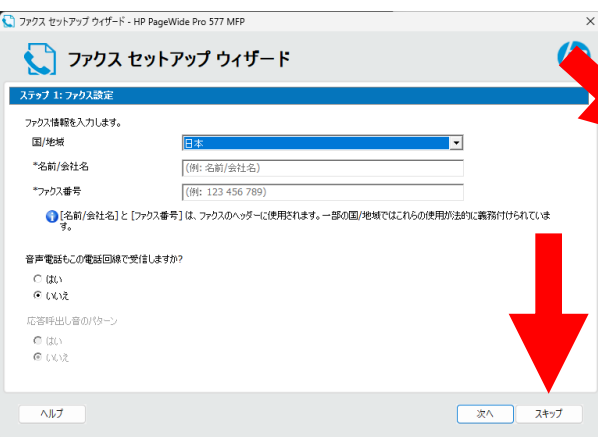 ファクス セットアップ ウィザード - HP PageWide Pro 577 MFP
ファクス セットアップ ウィザード
ステップ 1: ファクス設定
ファクス情報を入力します。
国/地域
日本
*名前/会社名
(例: 名前/会社名)
*ファクス番号
(例: 123 456 789)
[名前/会社名] と [ファクス番号] は、ファクスのヘッダーに使用されます。一部の国/地域ではこれらの使用が法的に義務付けられていま
す。
音声電話もこの電話回線で受信しますか?
はい
いいえ
応答呼出し音のパターン
はい
いいえ
ヘルプ
次へ
スキップ